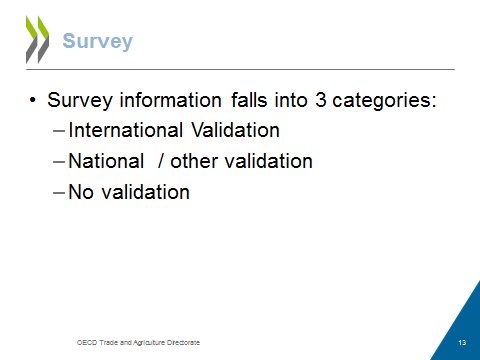 Survey
• Survey information falls into 3 categories:
–International Validation
–National / other validation
–No validation
OECD Trade and Agriculture Directorate
13